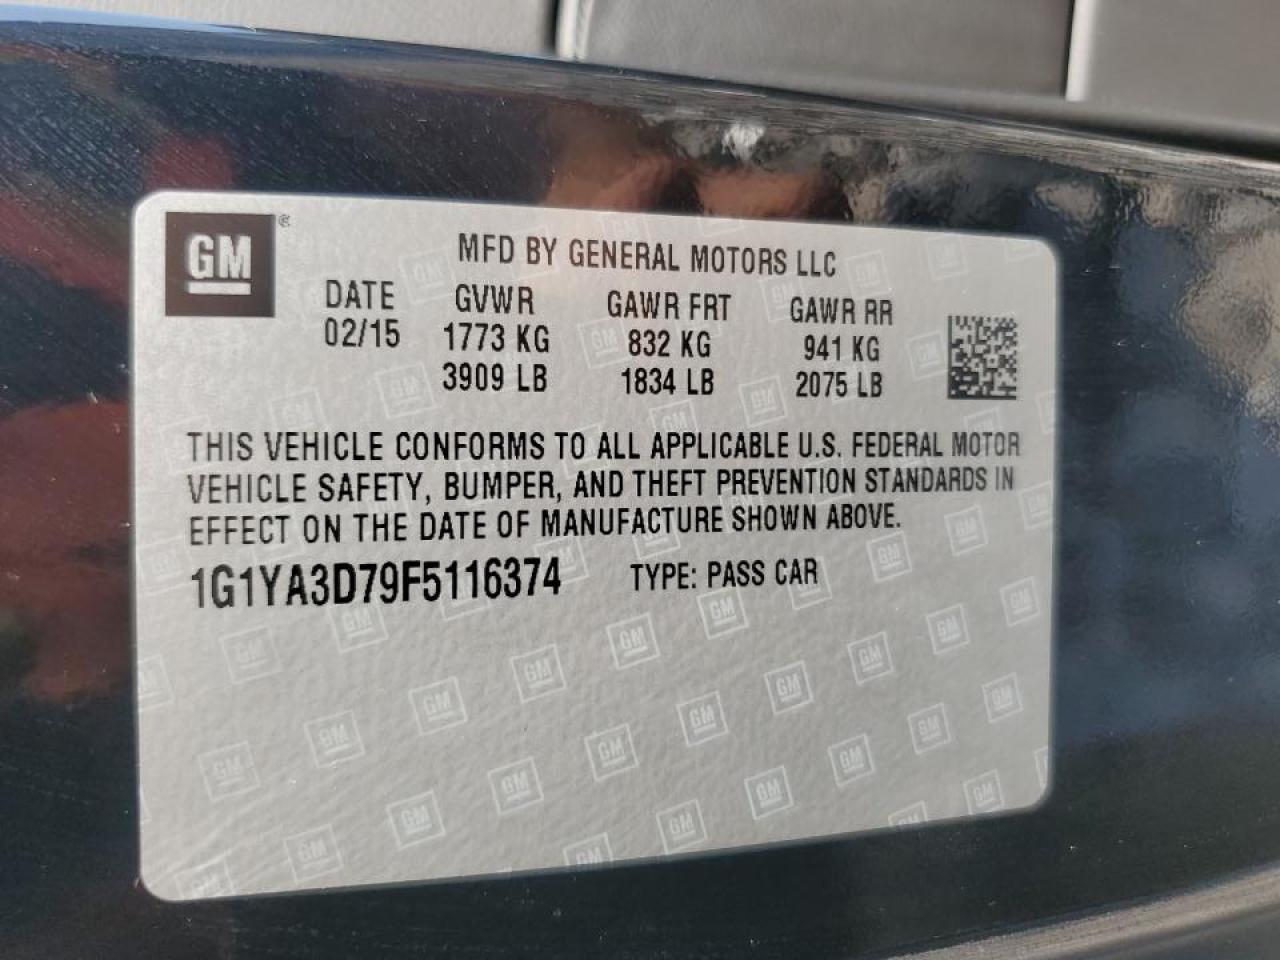 GM ®
MFD BY GENERAL MOTORS LLC
DATE GVWR GAWR FRT GAWR RR
02/15 1773 KG 832 KG 941 KG
3909 LB 1834 LB 2075 LB
THIS VEHICLE CONFORMS TO ALL APPLICABLE U.S. FEDERAL MOTOR
VEHICLE SAFETY, BUMPER, AND THEFT PREVENTION STANDARDS IN
EFFECT ON THE DATE OF MANUFACTURE SHOWN ABOVE.
1G1YA3D79F5116374 TYPE: PASS CAR